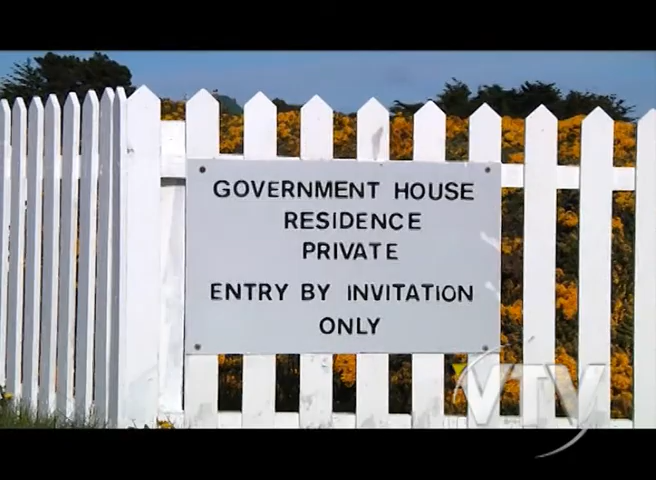 GOVERNMENT HOUSE
RESIDENCE
PRIVATE
ENTRY BY INVITATION
ONLY
VTV